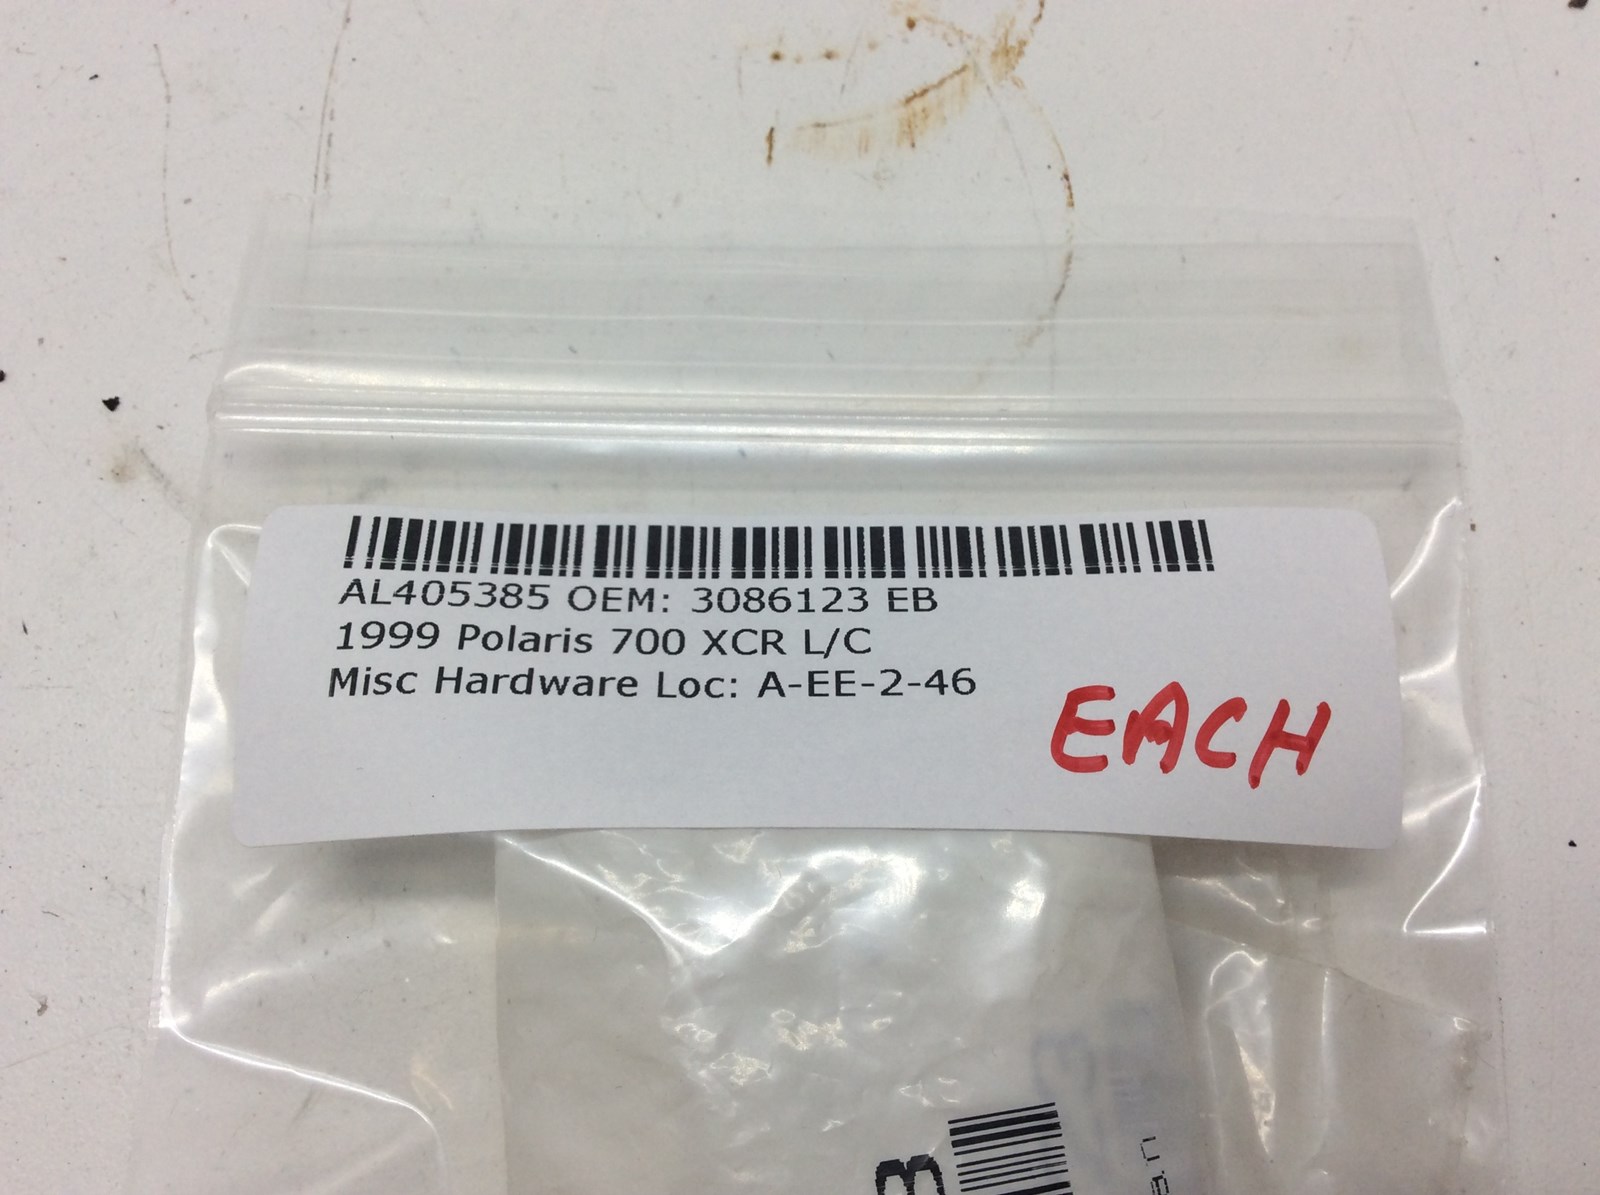 AL405385 OEM: 3086123 EB
1999 Polaris 700 XCR L/C
Misc Hardware Loc: A-EE-2-46
EACH